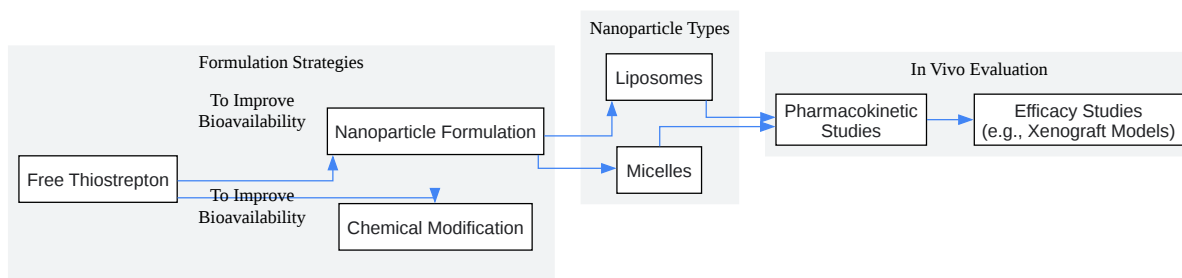 Formulation Strategies
To Improve
Bioavailability
Nanoparticle Formulation
Free Thiostrepton
To Improve
Bioavailability
Chemical Modification
Nanoparticle Types
Liposomes
Micelles
In Vivo Evaluation
Pharmacokinetic
Studies
Efficacy Studies
(e.g., Xenograft Models)